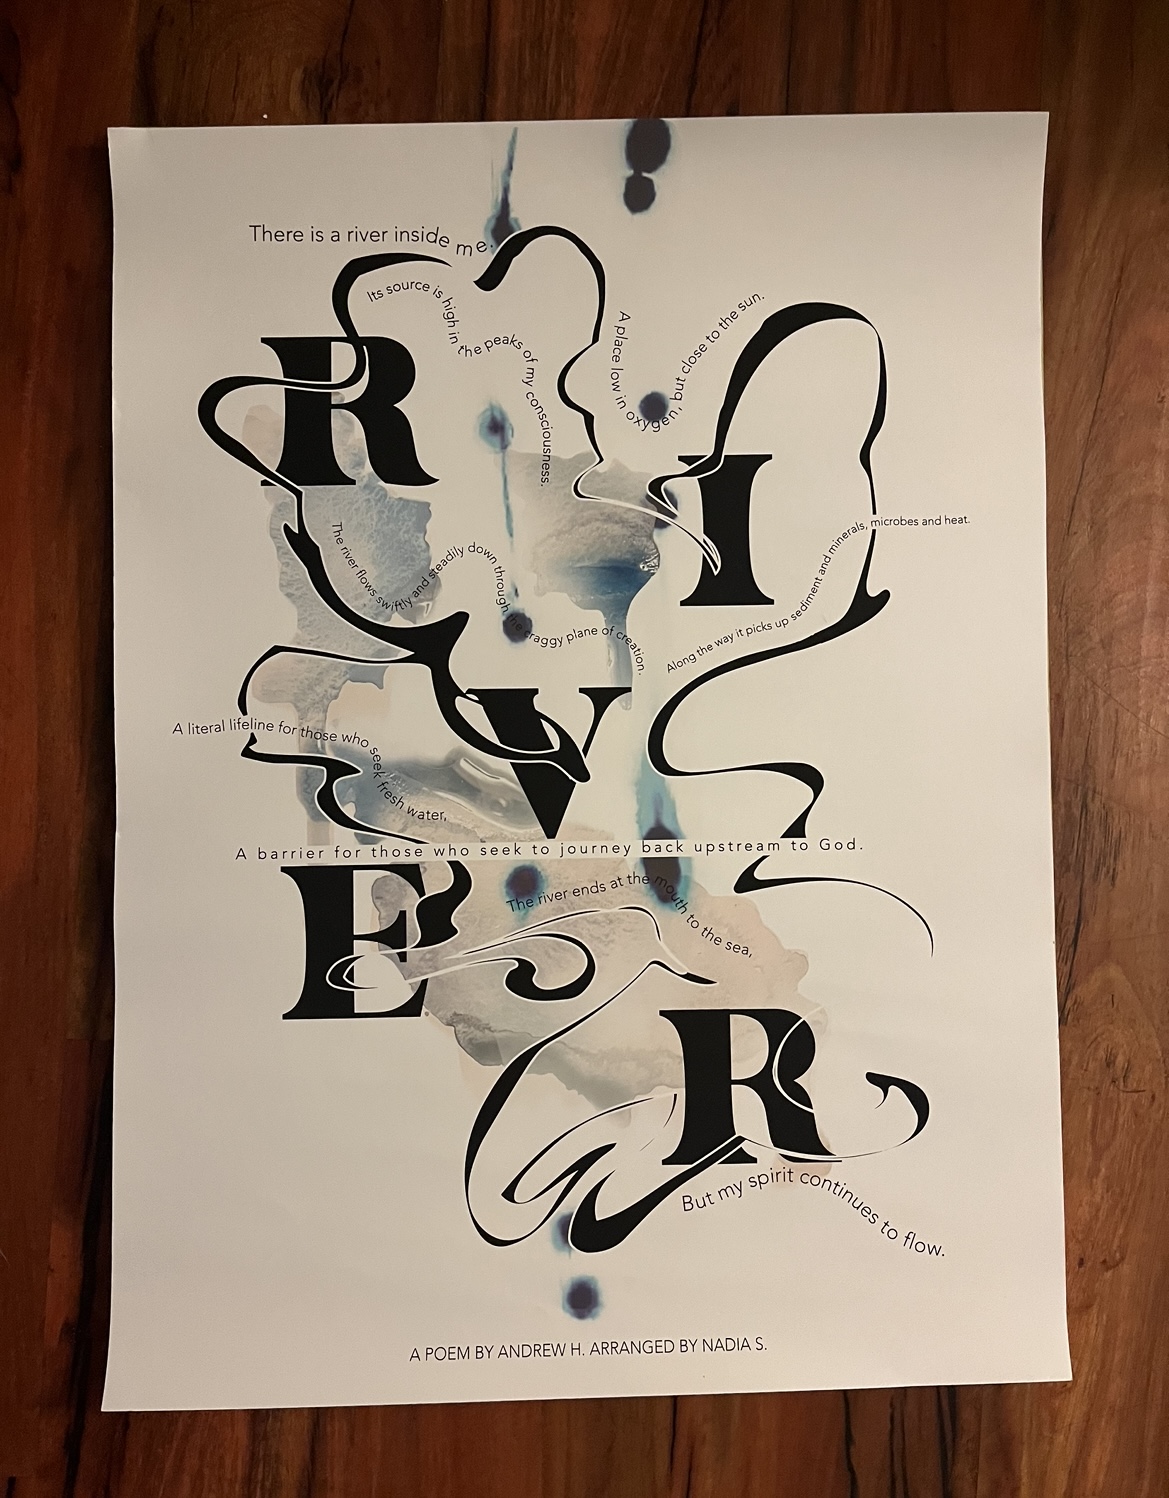 There is a river inside me.
Its source is high in the peaks of my consciousness.
A place low in oxygen, but close to the sun.
R
I
The river flows swiftly and steadily down through the craggy plane of creation.
Along the way it picks up sediment and minerals, microbes and heat.
V
A literal lifeline for those who seek fresh water,
A barrier for those who seek to journey back upstream to God.
E
The river ends at the mouth to the sea,
R
But my spirit continues to flow.
A POEM BY ANDREW H. ARRANGED BY NADIA S.